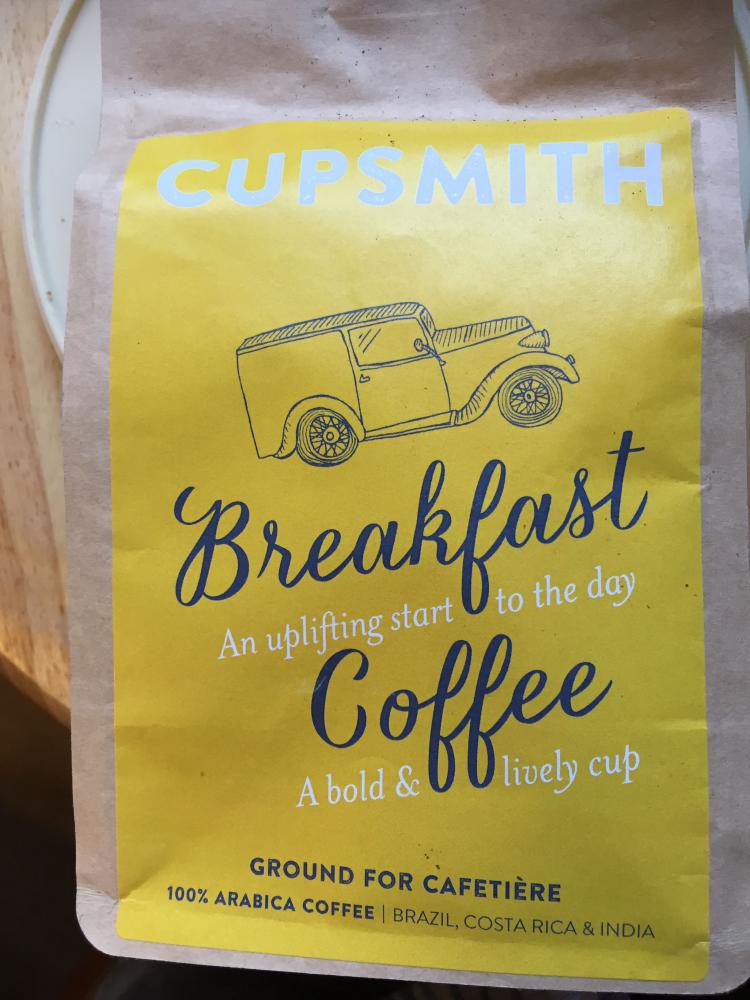 CUPSMITH
Breakfast
An uplifting start to the day
Coffee
A bold & lively cup
GROUND FOR CAFETIÈRE
100% ARABICA COFFEE | BRAZIL, COSTA RICA & INDIA